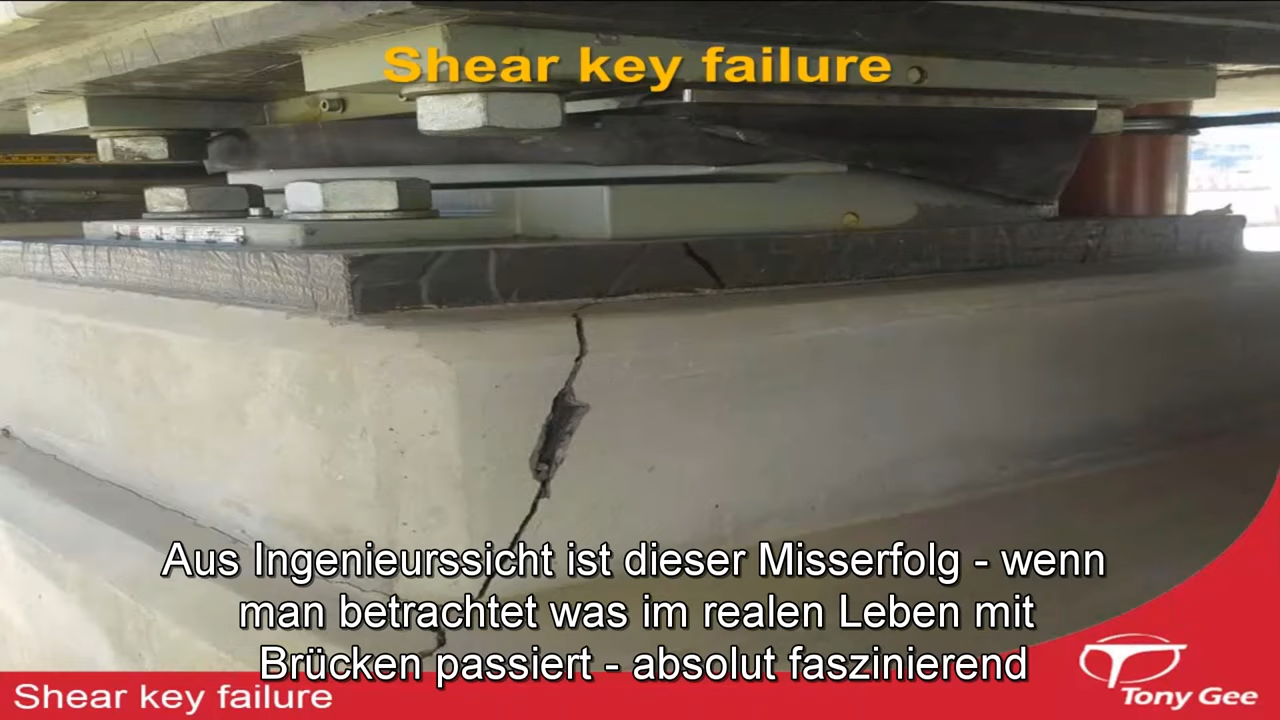 Shear key failure
Aus Ingenieurssicht ist dieser Misserfolg - wenn
man betrachtet was im realen Leben mit
Brücken passiert - absolut faszinierend
Shear key failure
Tony Gee